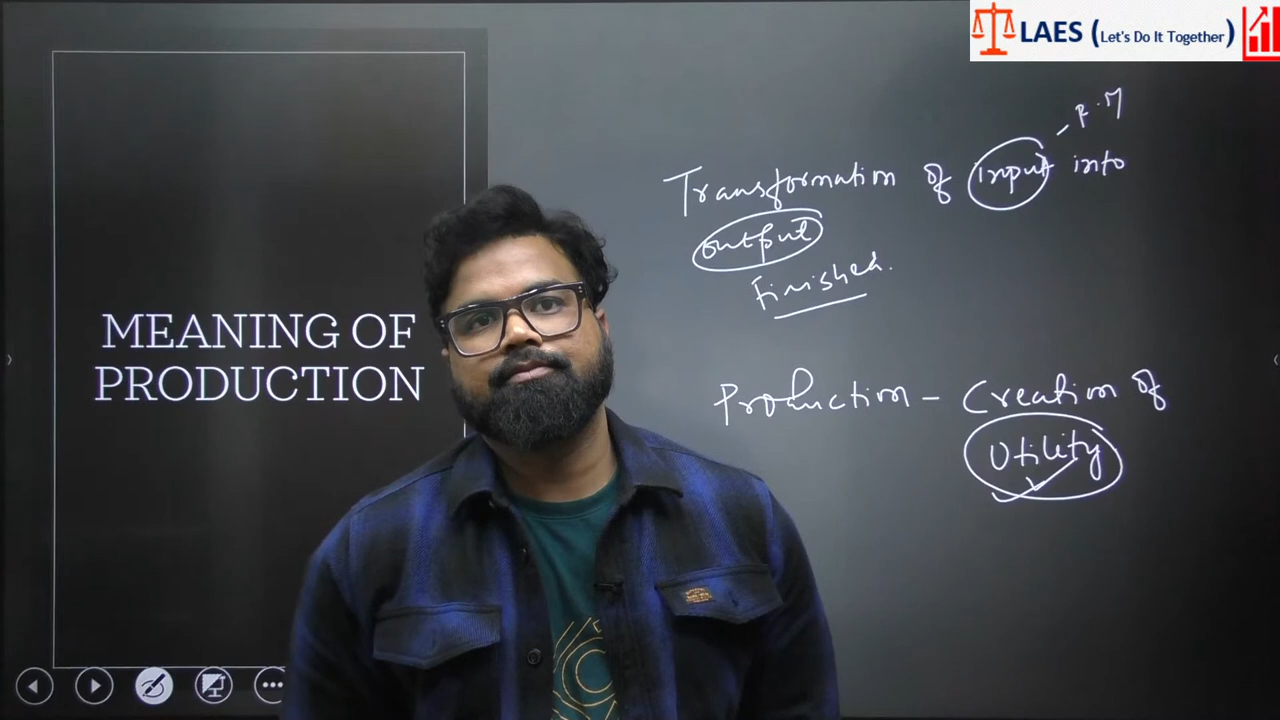 LAES (Let's Do It Together)
MEANING OF
PRODUCTION
R.M
Transformation of input into
output
Finished.
Production - Creation of
Utility